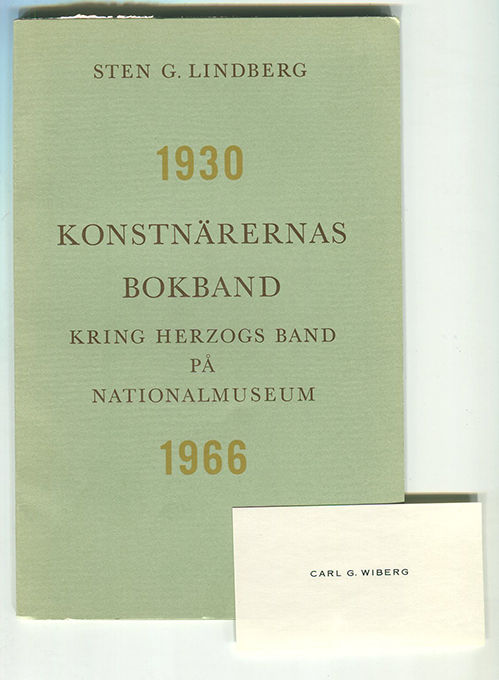 STEN G. LINDBERG
1930
KONSTNÄRERNAS
BOKBAND
KRING HERZOGS BAND
PÅ
NATIONALMUSEUM
1966
CARL G. WIBERG